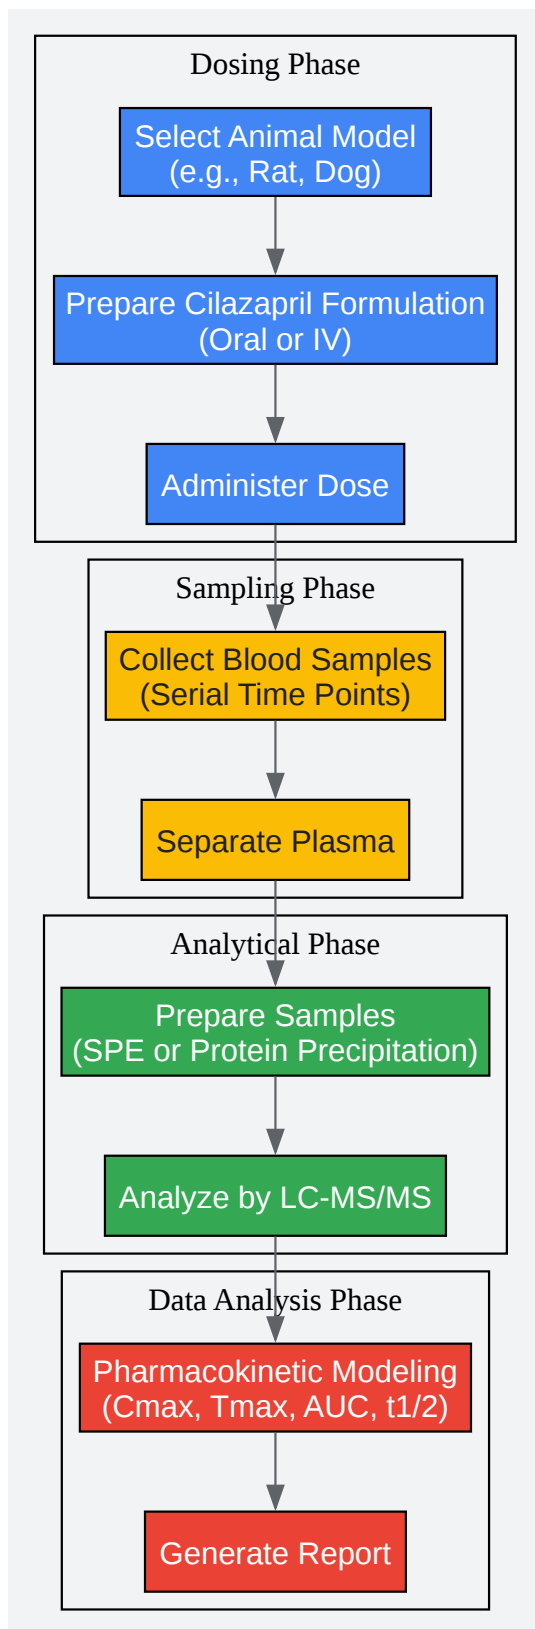 Dosing Phase
Select Animal Model
(e.g., Rat, Dog)
Prepare Cilazapril Formulation
(Oral or IV)
Administer Dose
Sampling Phase
Collect Blood Samples
(Serial Time Points)
Separate Plasma
Analytical Phase
Prepare Samples
(SPE or Protein Precipitation)
Analyze by LC-MS/MS
Data Analysis Phase
Pharmacokinetic Modeling
(Cmax, Tmax, AUC, t1/2)
Generate Report